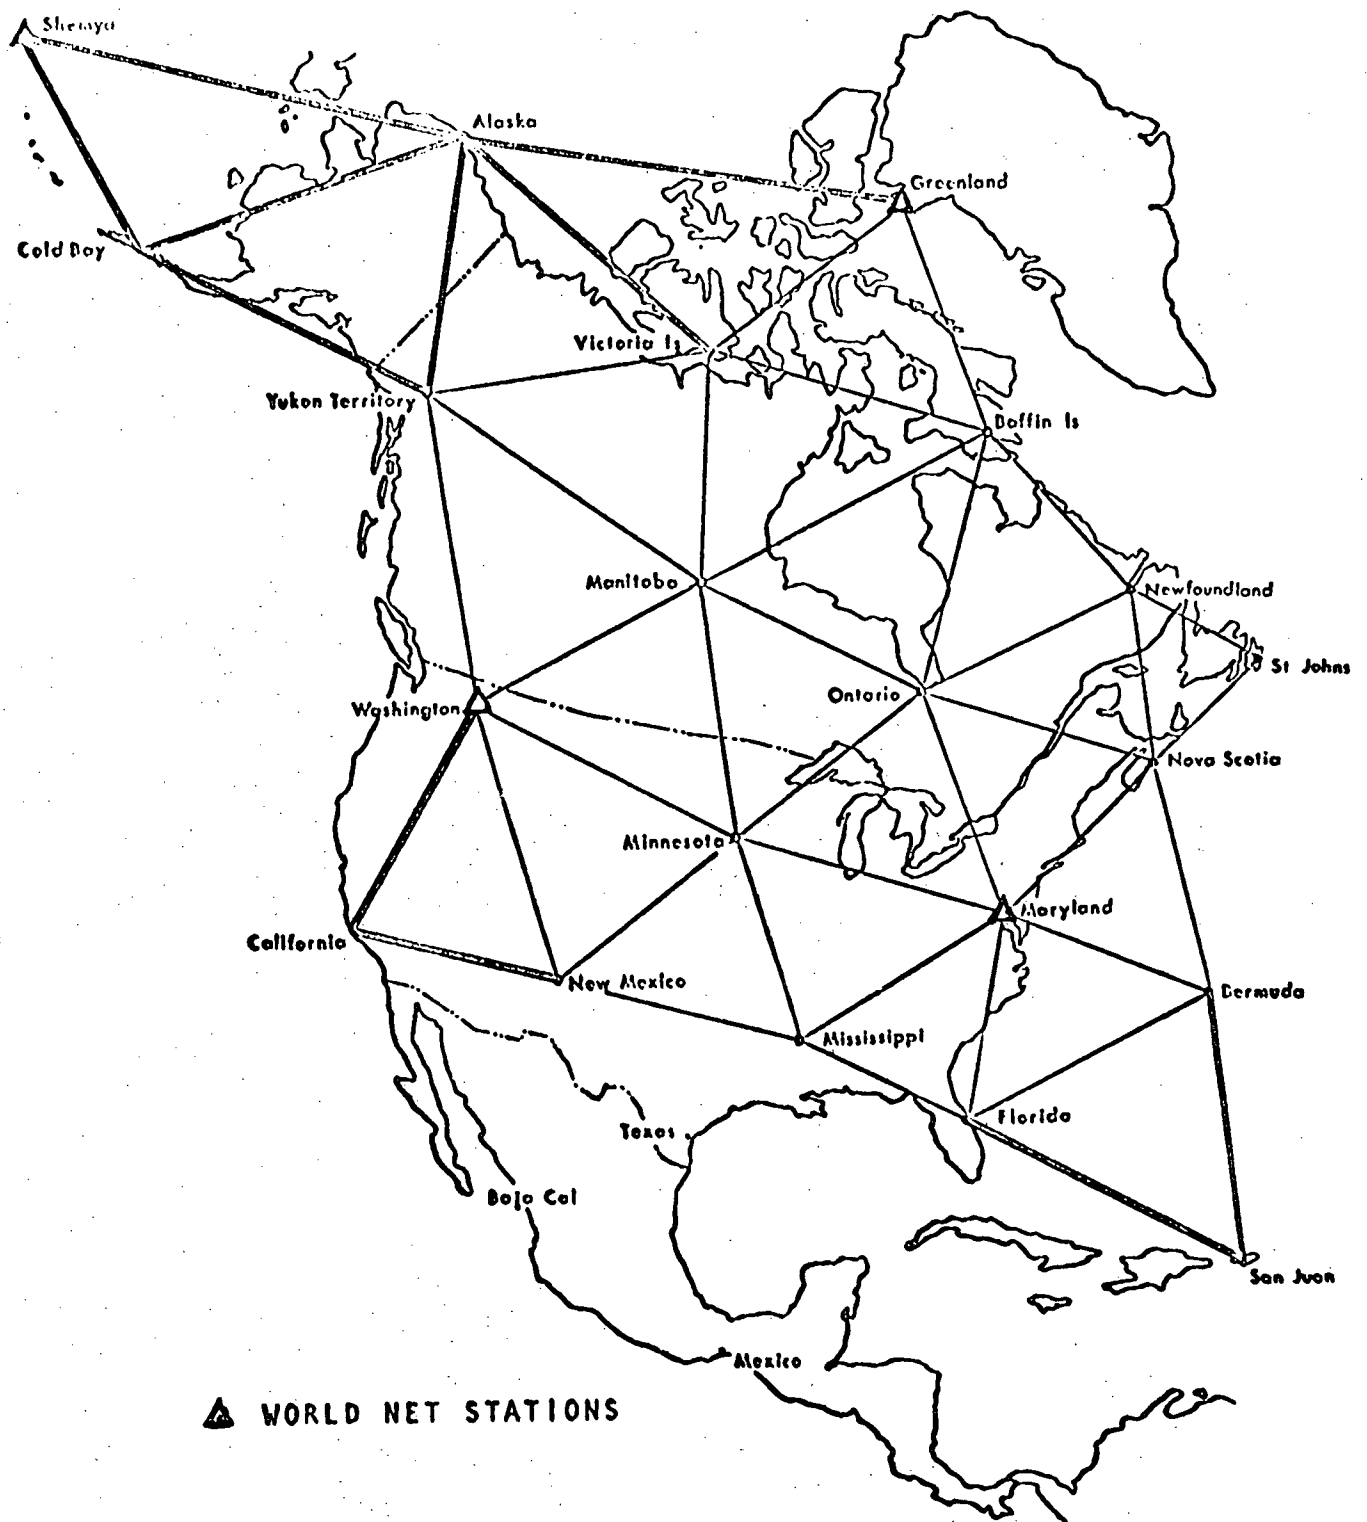 Shemya
Alaska
Greenland
Cold Bay
Victoria Is
Yukon Territory
Baffin Is
Manitoba
Newfoundland
St Johns
Ontario
Washington
Nova Scotia
Minnesota
Maryland
California
New Mexico
Bermuda
Mississippi
Florida
Texas
Baja Cal
San Juan
Mexico
WORLD NET STATIONS